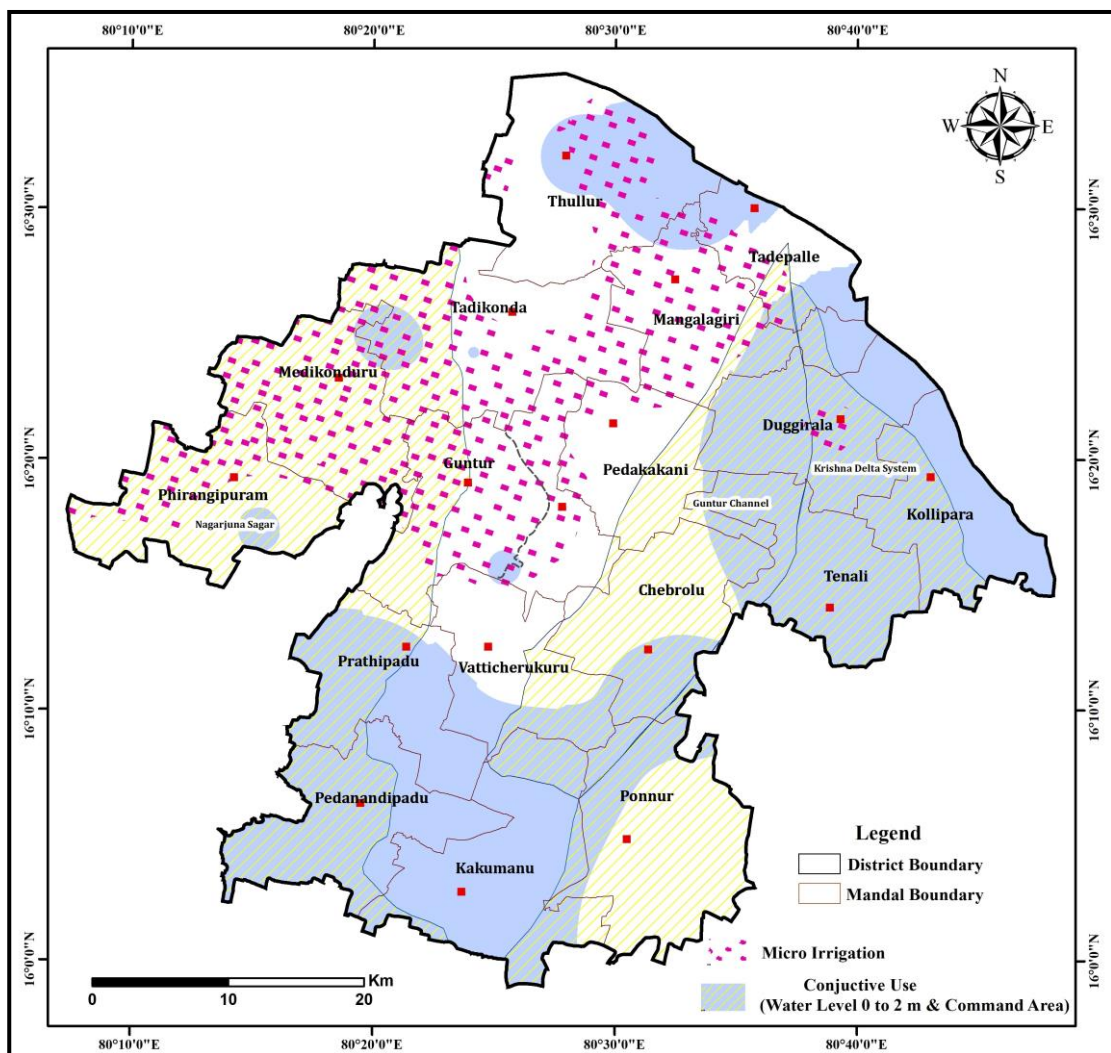 80°10'0"E 80°20'0"E 80°30'0"E 80°40'0"E
N
W E
S
16°30'0"N 16°30'0"N
Thullur
Tadepalle
Tadikonda
Mangalagiri
Medikonduru
Duggirala
16°20'0"N 16°20'0"N
Guntur
Pedakakani
Krishna Delta System
Phirangipuram
Guntur Channel
Kollipara
Nagarjuna Sagar
Tenali
Chebrolu
Prathipadu
Vatticherukuru
16°10'0"N 16°10'0"N
Pedanandipadu
Ponnur
Kakumanu
Legend
District Boundary
Mandal Boundary
Micro Irrigation
Conjuctive Use
(Water Level 0 to 2 m & Command Area)
16°0'0"N 16°0'0"N
Km
0 10 20
80°10'0"E 80°20'0"E 80°30'0"E 80°40'0"E